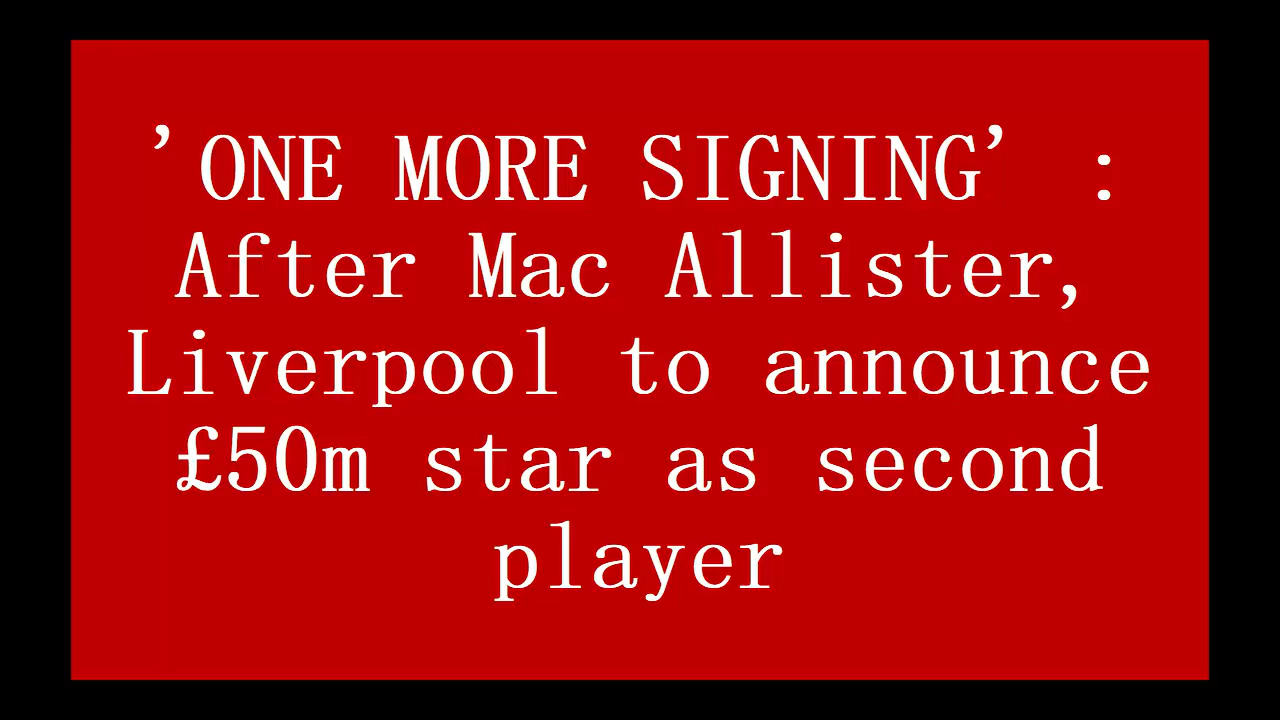 ’ONE MORE SIGNING’ :
After Mac Allister,
Liverpool to announce
£50m star as second
player